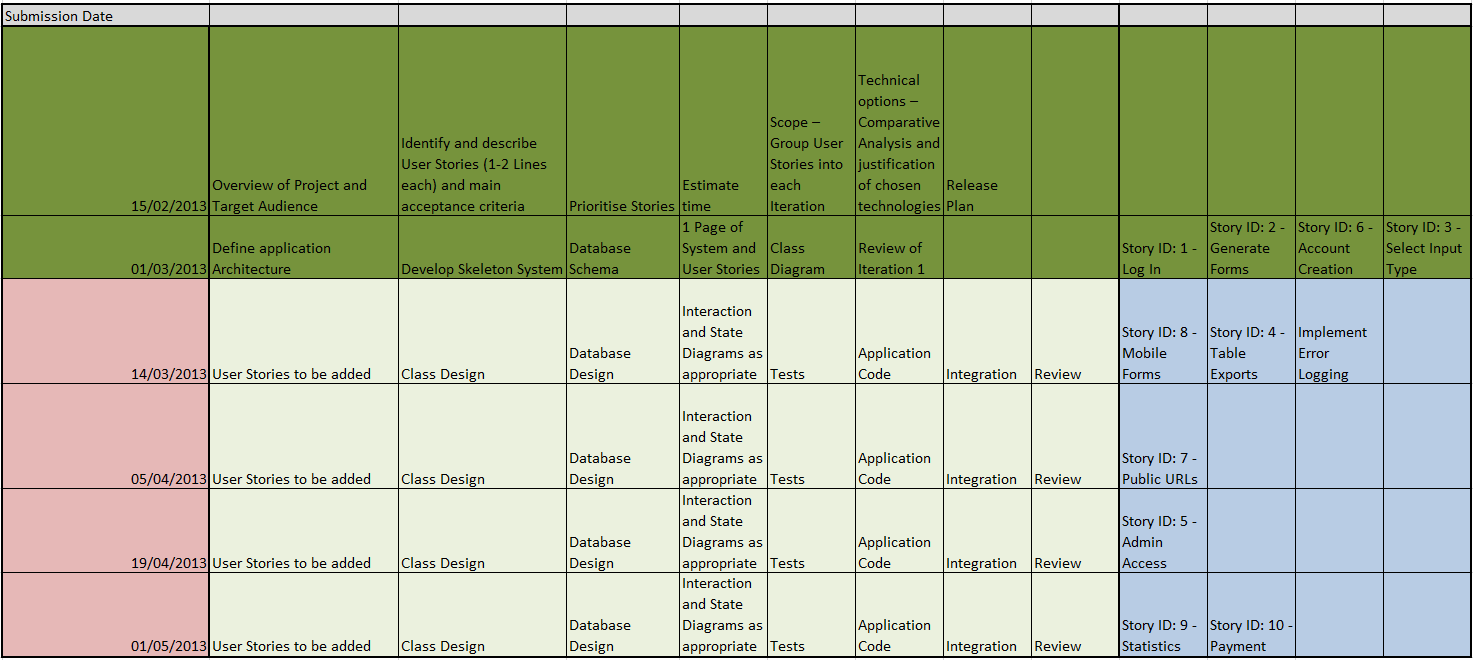 Submission Date
15/02/2013
Overview of Project and
Target Audience
Identify and describe
User Stories (1-2 Lines
each) and main
acceptance criteria
Prioritise Stories
Estimate
time
Scope –
Group User
Stories into
each
Iteration
Technical
options –
Comparative
Analysis and
justification
of chosen
technologies
Release
Plan
01/03/2013
Define application
Architecture
Develop Skeleton System
Database
Schema
1 Page of
System and
User Stories
Class
Diagram
Review of
Iteration 1
Story ID: 1 -
Log In
Story ID: 2 -
Generate
Forms
Story ID: 6 -
Account
Creation
Story ID: 3 -
Select Input
Type
14/03/2013
User Stories to be added
Class Design
Database
Design
Interaction
and State
Diagrams as
appropriate
Tests
Application
Code
Integration
Review
Story ID: 8 -
Mobile
Forms
Story ID: 4 -
Table
Exports
Implement
Error
Logging
05/04/2013
User Stories to be added
Class Design
Database
Design
Interaction
and State
Diagrams as
appropriate
Tests
Application
Code
Integration
Review
Story ID: 7 -
Public URLs
19/04/2013
User Stories to be added
Class Design
Database
Design
Interaction
and State
Diagrams as
appropriate
Tests
Application
Code
Integration
Review
Story ID: 5 -
Admin
Access
01/05/2013
User Stories to be added
Class Design
Database
Design
Interaction
and State
Diagrams as
appropriate
Tests
Application
Code
Integration
Review
Story ID: 9 -
Statistics
Story ID: 10 -
Payment